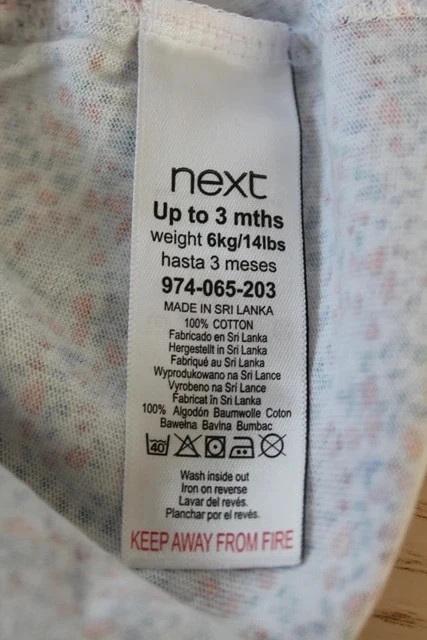 next
Up to 3 mths
weight 6kg/14lbs
hasta 3 meses
974-065-203
MADE IN SRI LANKA
100% COTTON
Fabricado en Sri Lanka
Hergestellt in Sri Lanka
Fabriqué au Sri Lanka
Wyprodukowano na Sri Lance
Vyrobeno na Srí Lance
Fabricat în Sri Lanka
100% Algodón Baumwolle Coton
Bawełna Bavlna Bumbac
40
Wash inside out
Iron on reverse
Lavar del revés.
Planchar por el revés.
KEEP AWAY FROM FIRE